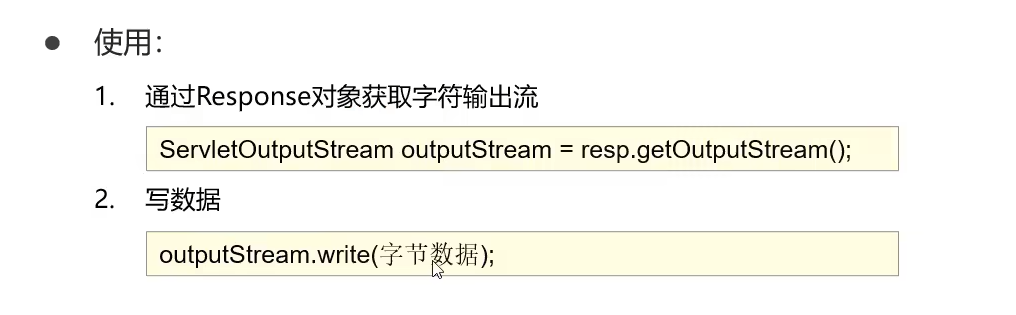 ● 使用：
1. 通过Response对象获取字符输出流
ServletOutputStream outputStream = resp.getOutputStream();
2. 写数据
outputStream.write(字节数据);